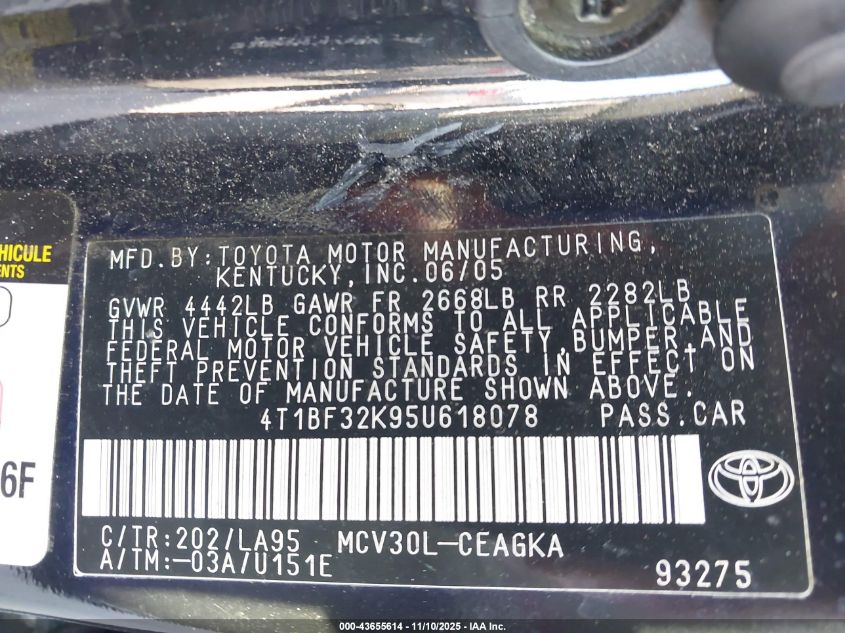 VEHICULE
ENTS
6F
MFD.BY:TOYOTA MOTOR MANUFACTURING,
KENTUCKY,INC.06/05
GVWR 4442LB GAWR FR 2668LB RR 2282LB
THIS VEHICLE CONFORMS TO ALL APPLICABLE
FEDERAL MOTOR VEHICLE SAFETY,BUMPER,AND
THEFT PREVENTION STANDARDS IN EFFECT ON
THE DATE OF MANUFACTURE SHOWN ABOVE.
4T1BF32K95U618078 PASS.CAR
C/TR:202/LA95 MCV30L-CEAGKA
A/TM:-03A/U151E 93275
000-43655614 - 11/10/2025 - IAA Inc.